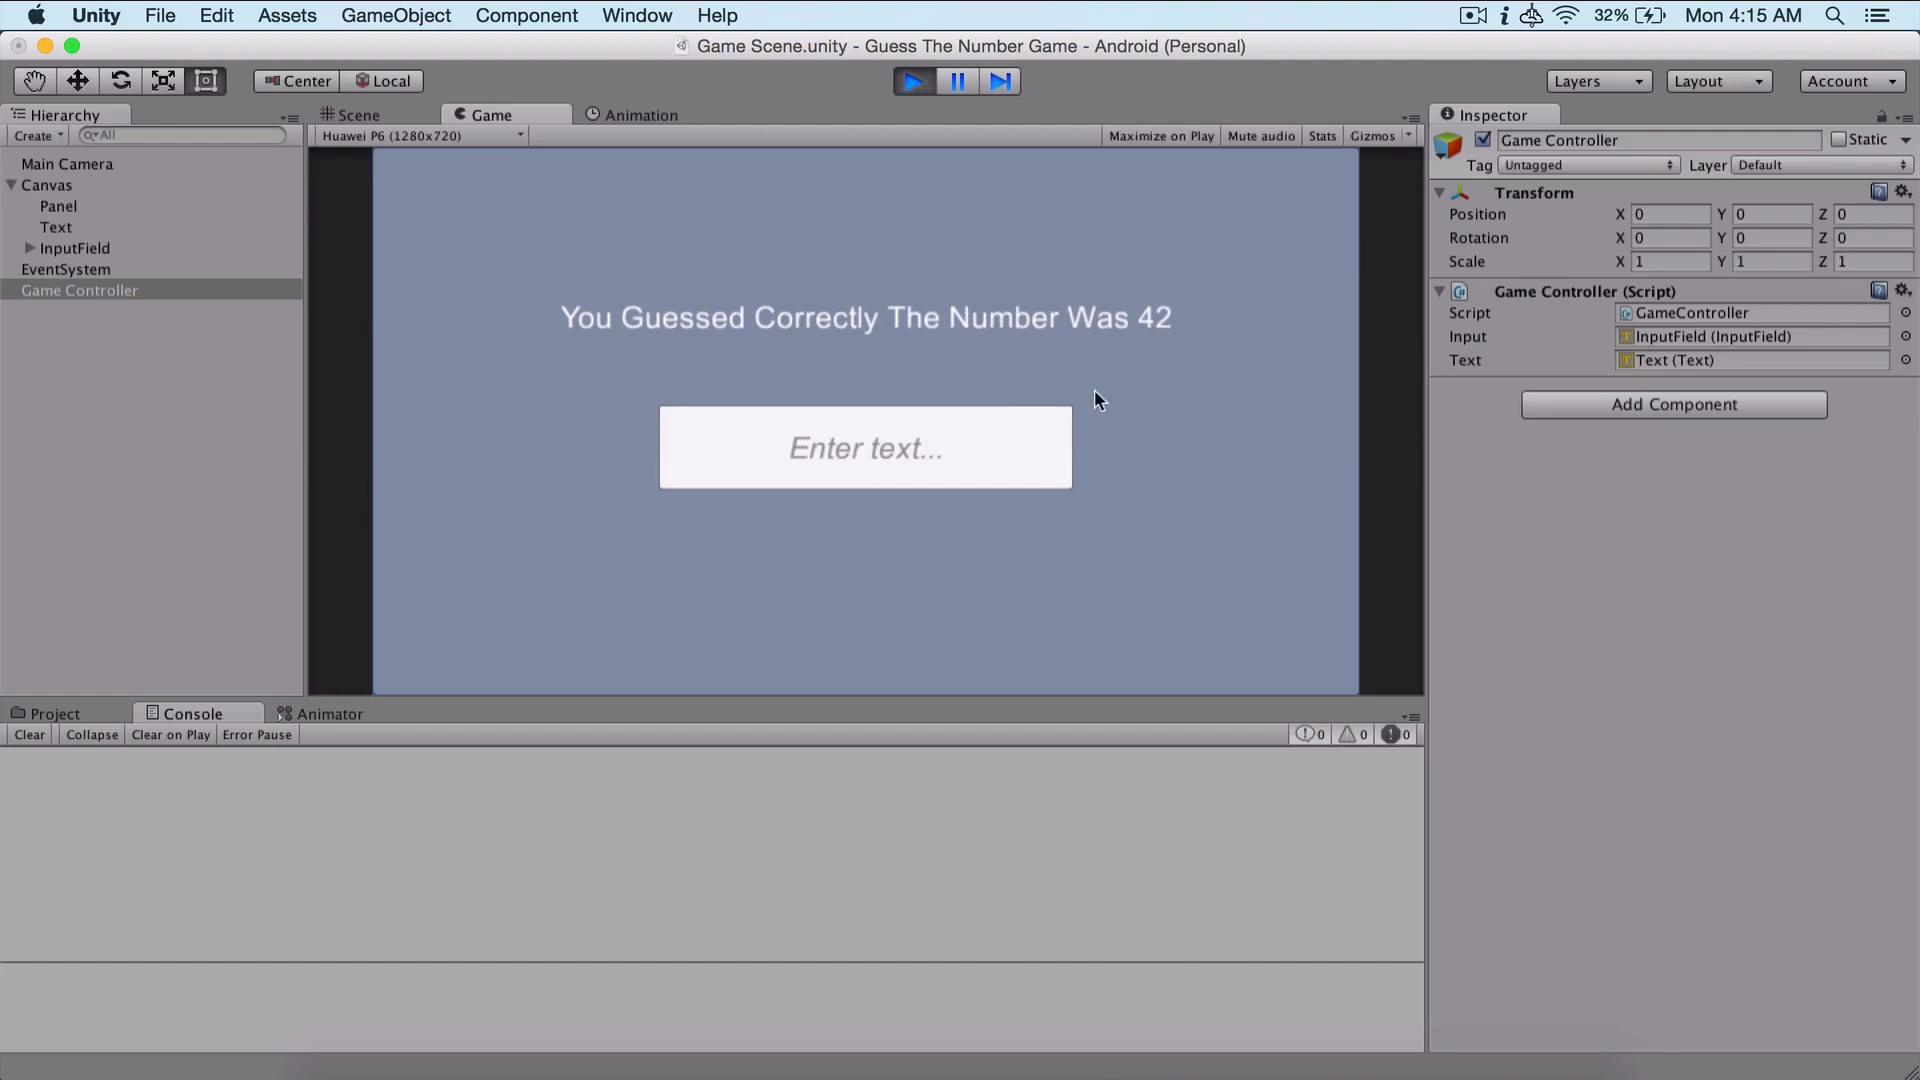 Unity File Edit Assets GameObject Component Window Help 32% Mon 4:15 AM
Game Scene.unity - Guess The Number Game - Android (Personal)
Center Local Layers Layout Account
Hierarchy Scene Game Animation Inspector
Create All Huawei P6 (1280x720) Maximize on Play Mute audio Stats Gizmos Game Controller Static
Main Camera Tag Untagged Layer Default
Canvas Transform
Panel Position X 0 Y 0 Z 0
Text Rotation X 0 Y 0 Z 0
InputField Scale X 1 Y 1 Z 1
EventSystem
Game Controller Game Controller (Script)
Script GameController
You Guessed Correctly The Number Was 42
Input InputField (InputField)
Text Text (Text)
Add Component
Enter text...
Project Console Animator
Clear Collapse Clear on Play Error Pause 0 0 0